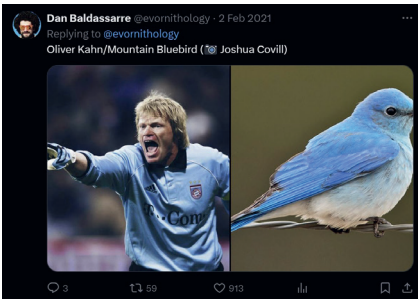 Dan Baldassarre @evornithology · 2 Feb 2021
Replying to @evornithology
Oliver Kahn/Mountain Bluebird (📷 Joshua Covill)
T··Com
3 59 913